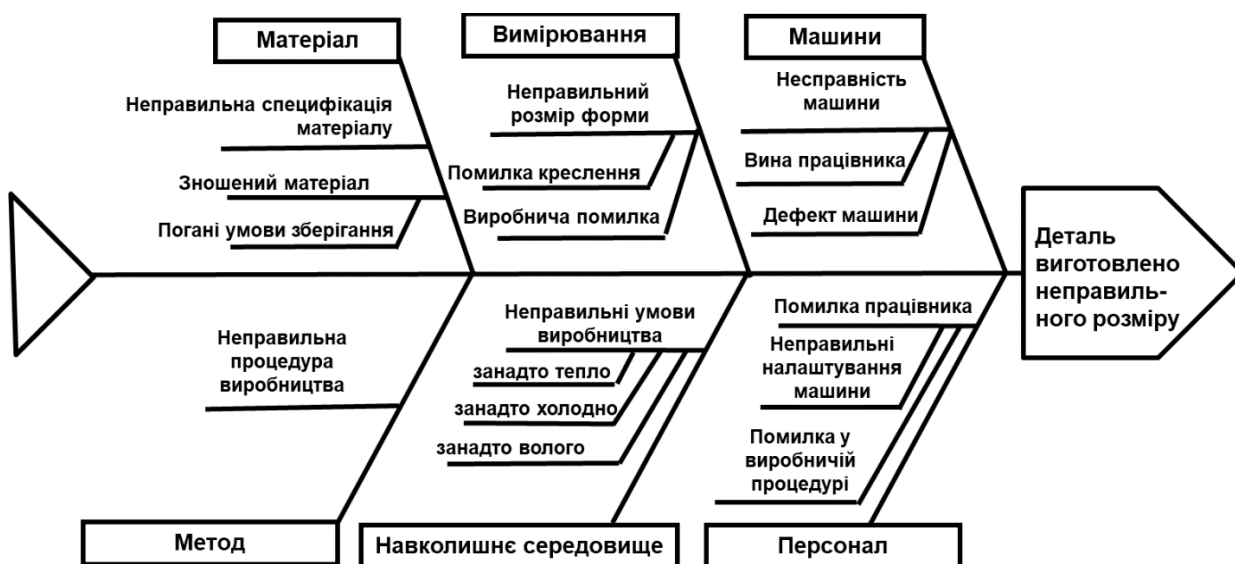 Матеріал
Вимірювання
Машини
Неправильна специфікація
матеріалу
Зношений матеріал
Погані умови зберігання
Неправильний
розмір форми
Помилка креслення
Виробнича помилка
Несправність
машини
Вина працівника
Дефект машини
Деталь
виготовлено
неправиль-
ного розміру
Неправильна
процедура
виробництва
Неправильні умови
виробництва
занадто тепло
занадто холодно
занадто волого
Помилка працівника
Неправильні
налаштування
машини
Помилка у
виробничій
процедурі
Метод
Навколишнє середовище
Персонал